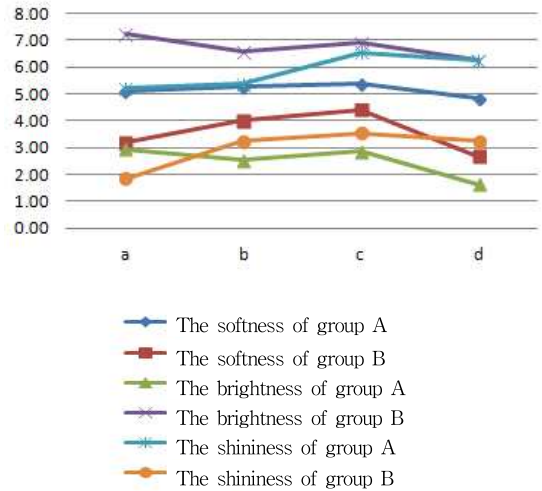 8.00
7.00
6.00
5.00
4.00
3.00
2.00
1.00
0.00
a b c d
The softness of group A
The softness of group B
The brightness of group A
The brightness of group B
The shininess of group A
The shininess of group B